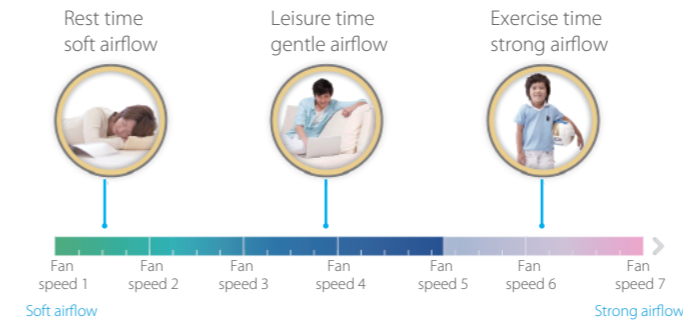 Rest time
soft airflow
Leisure time
gentle airflow
Exercise time
strong airflow
Fan
speed 1
Fan
speed 2
Fan
speed 3
Fan
speed 4
Fan
speed 5
Fan
speed 6
Fan
speed 7
Soft airflow
Strong airflow